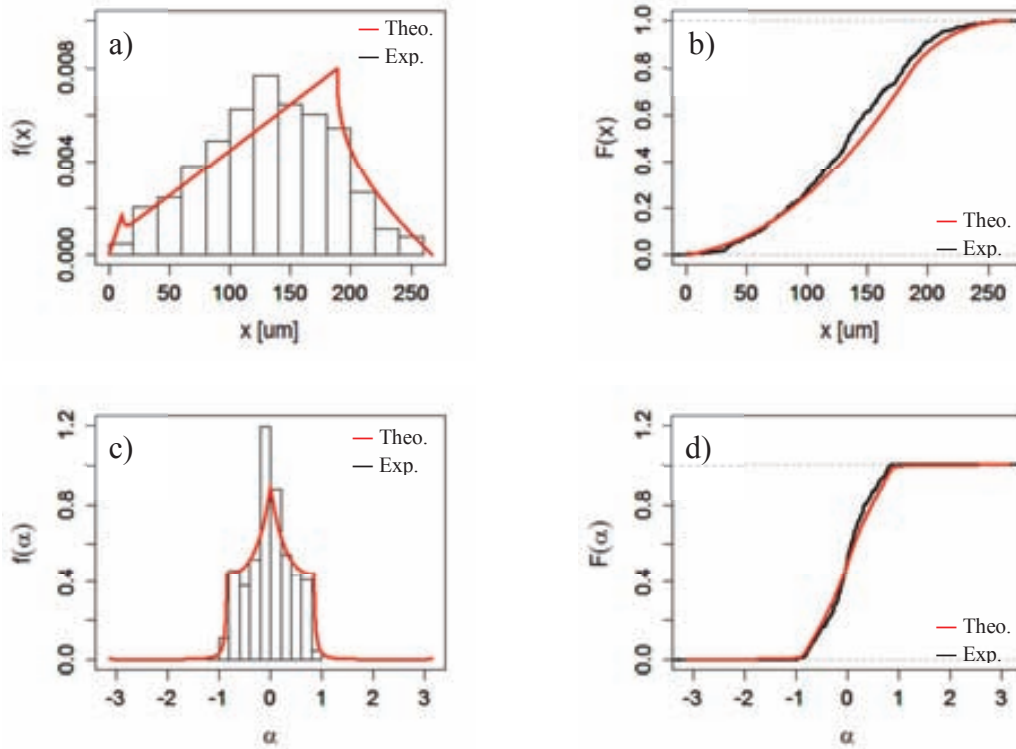 a)
Theo.
Exp.
f(x)
0.000
0.004
0.008
0
50
100
150
200
250
x [um]
b)
Theo.
Exp.
F(x)
0.0
0.2
0.4
0.6
0.8
1.0
0
50
100
150
200
250
x [um]
c)
Theo.
Exp.
f(α)
0.0
0.4
0.8
1.2
-3
-2
-1
0
1
2
3
α
d)
Theo.
Exp.
F(α)
0.0
0.4
0.8
1.2
-3
-2
-1
0
1
2
3
α